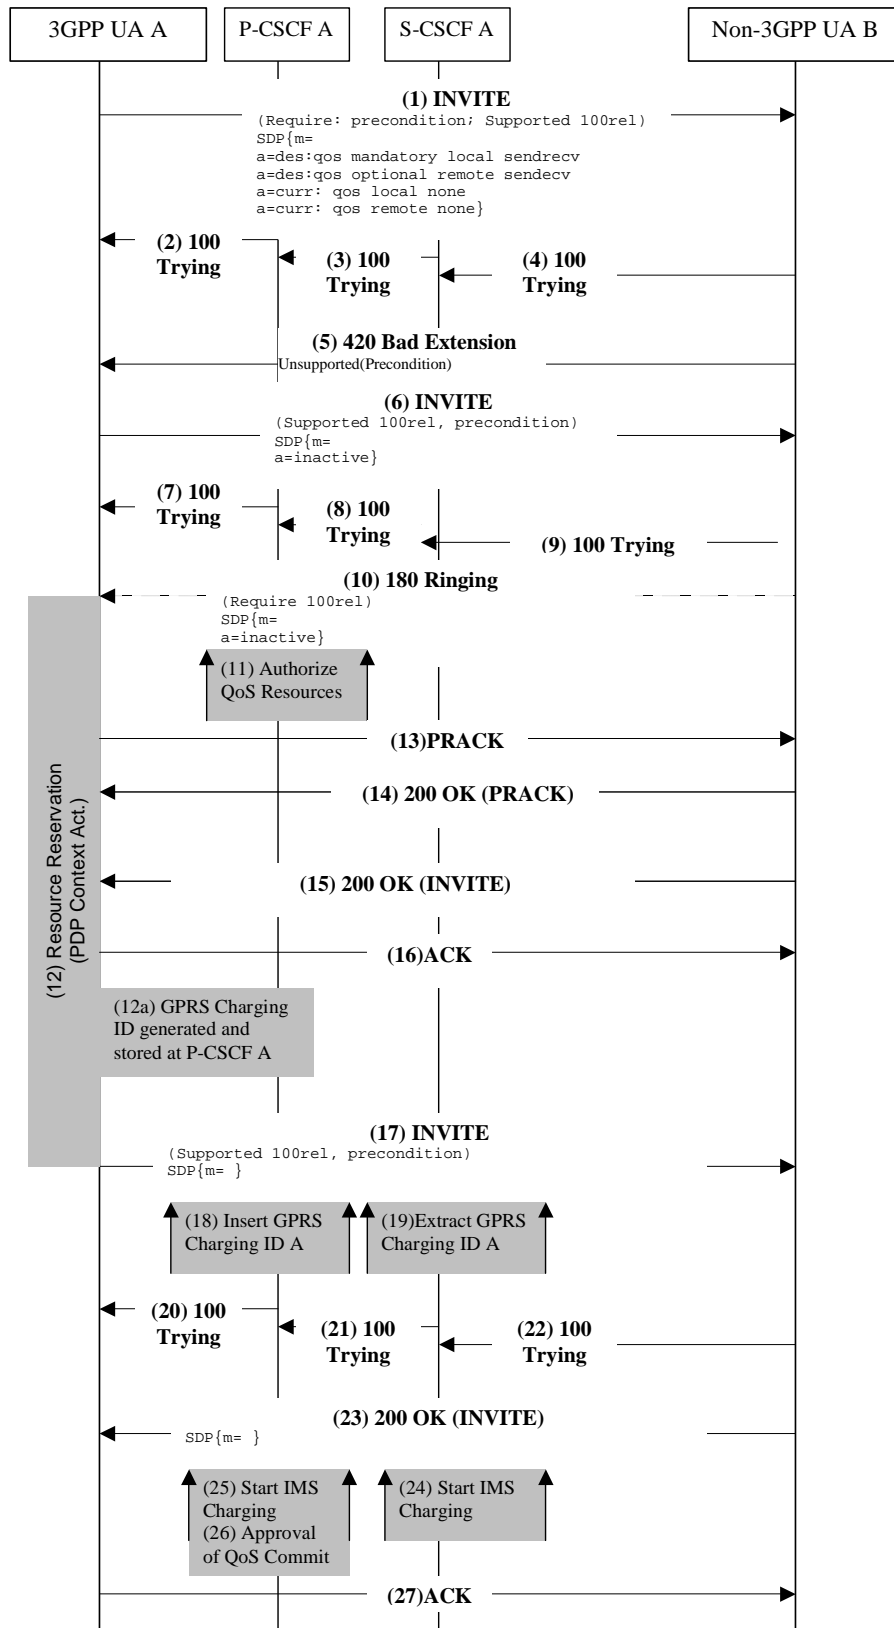 3GPP UA A
P-CSCF A
S-CSCF A
Non-3GPP UA B
(1) INVITE
(Require: precondition; Supported 100rel)
SDP{m=
a=des:qos mandatory local sendrecv
a=des:qos optional remote sendecv
a=curr: qos local none
a=curr: qos remote none}
(2) 100
Trying
(3) 100
Trying
(4) 100
Trying
(5) 420 Bad Extension
Unsupported(Precondition)
(6) INVITE
(Supported 100rel, precondition)
SDP{m=
a=inactive}
(7) 100
Trying
(8) 100
Trying
(9) 100 Trying
(10) 180 Ringing
(Require 100rel)
SDP{m=
a=inactive}
(11) Authorize
QoS Resources
(12) Resource Reservation
(PDP Context Act.)
(13)PRACK
(14) 200 OK (PRACK)
(15) 200 OK (INVITE)
(16)ACK
(12a) GPRS Charging
ID generated and
stored at P-CSCF A
(17) INVITE
(Supported 100rel, precondition)
SDP{m= }
(18) Insert GPRS
Charging ID A
(19)Extract GPRS
Charging ID A
(20) 100
Trying
(21) 100
Trying
(22) 100
Trying
(23) 200 OK (INVITE)
SDP{m= }
(25) Start IMS
Charging
(26) Approval
of QoS Commit
(24) Start IMS
Charging
(27)ACK